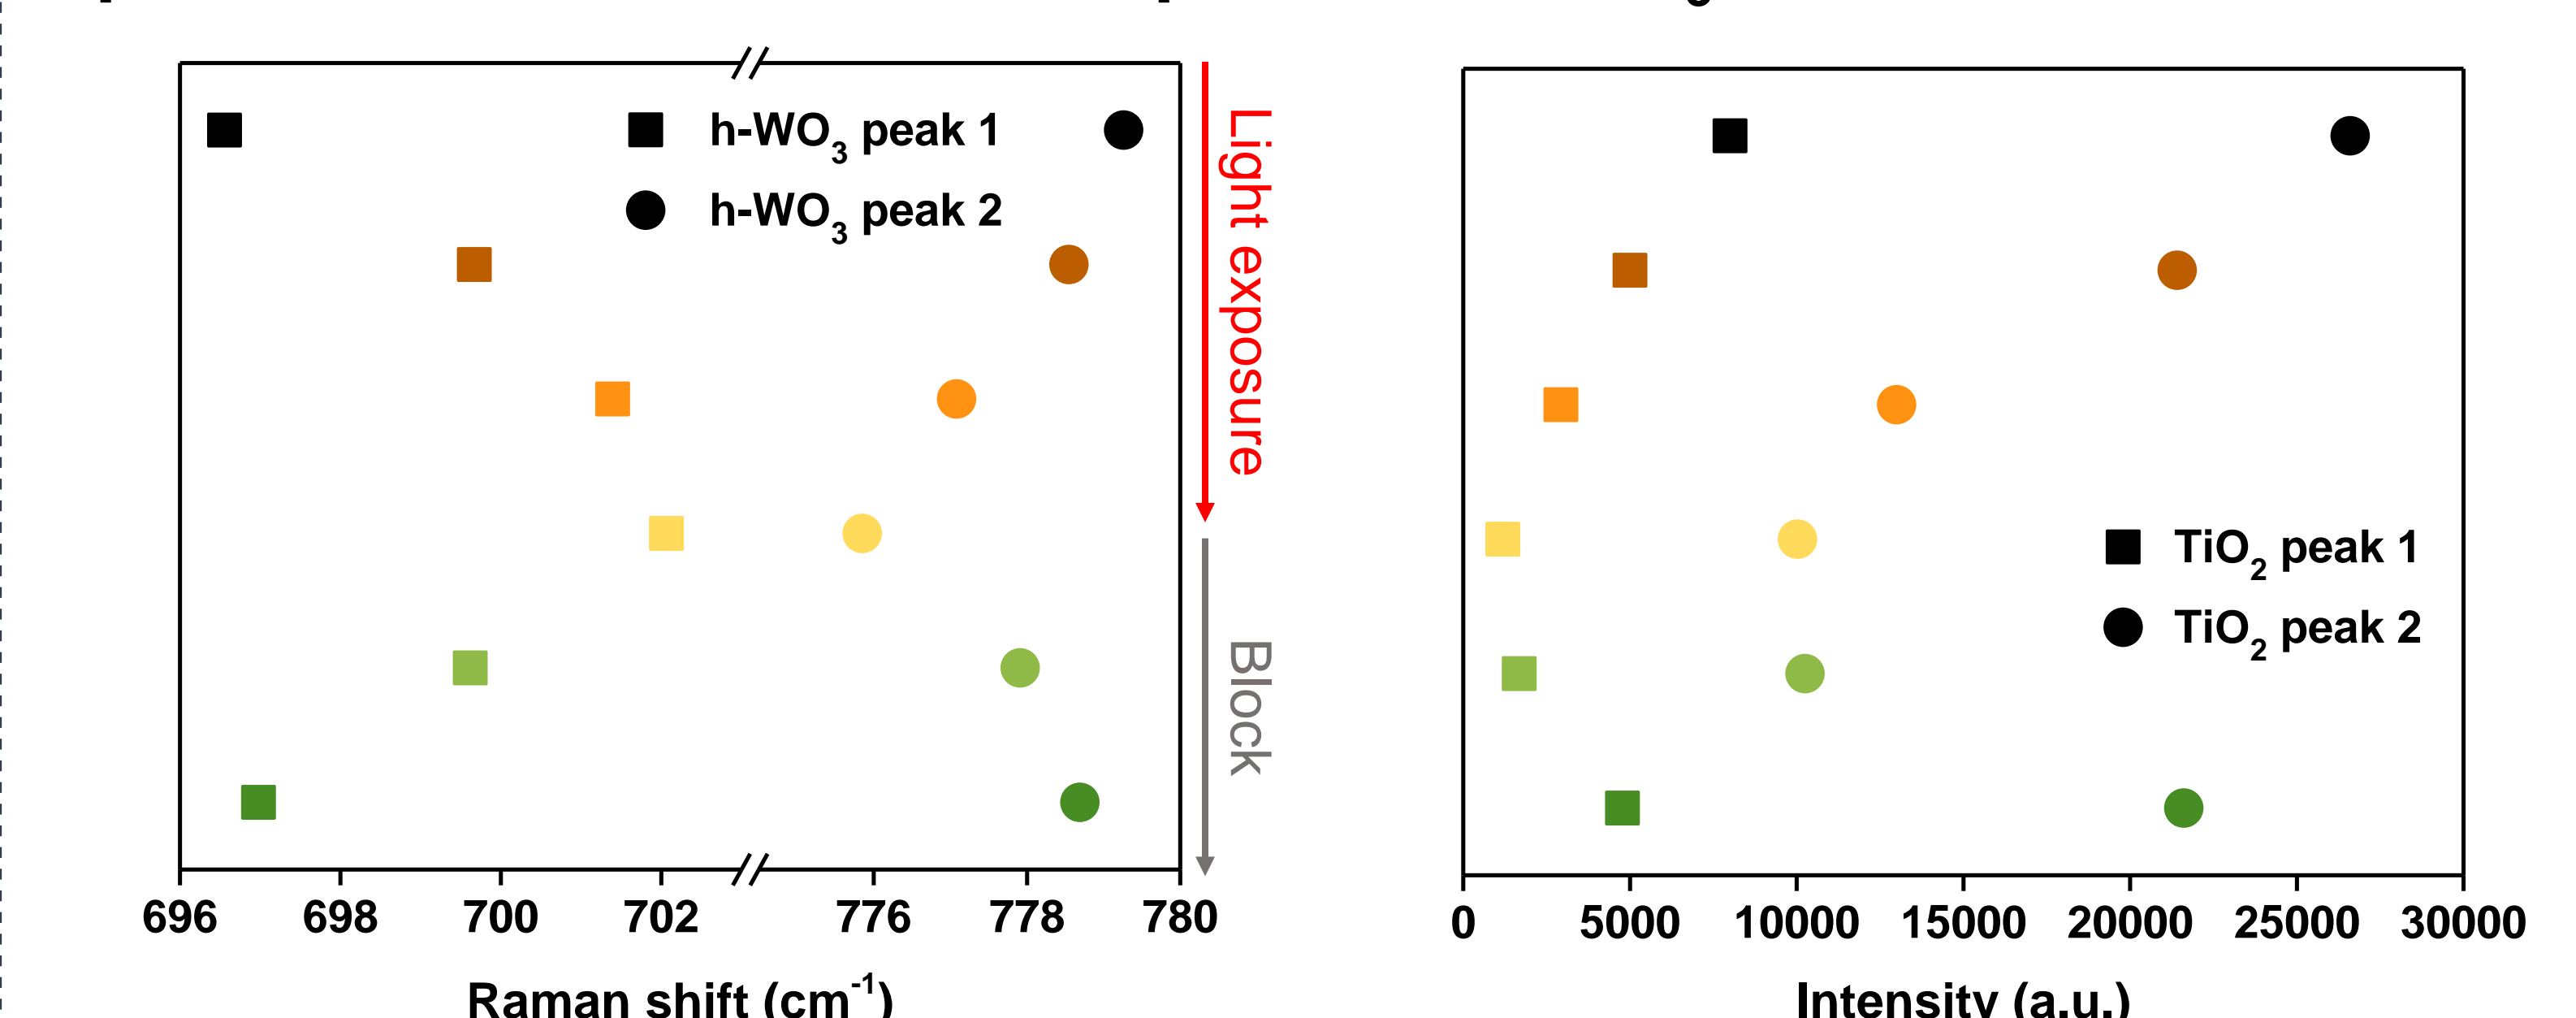 h-WO3 peak 1
h-WO3 peak 2
Light exposure
Block
696 698 700 702 776 778 780
Raman shift (cm-1)
TiO2 peak 1
TiO2 peak 2
0 5000 10000 15000 20000 25000 30000
Intensity (a.u.)